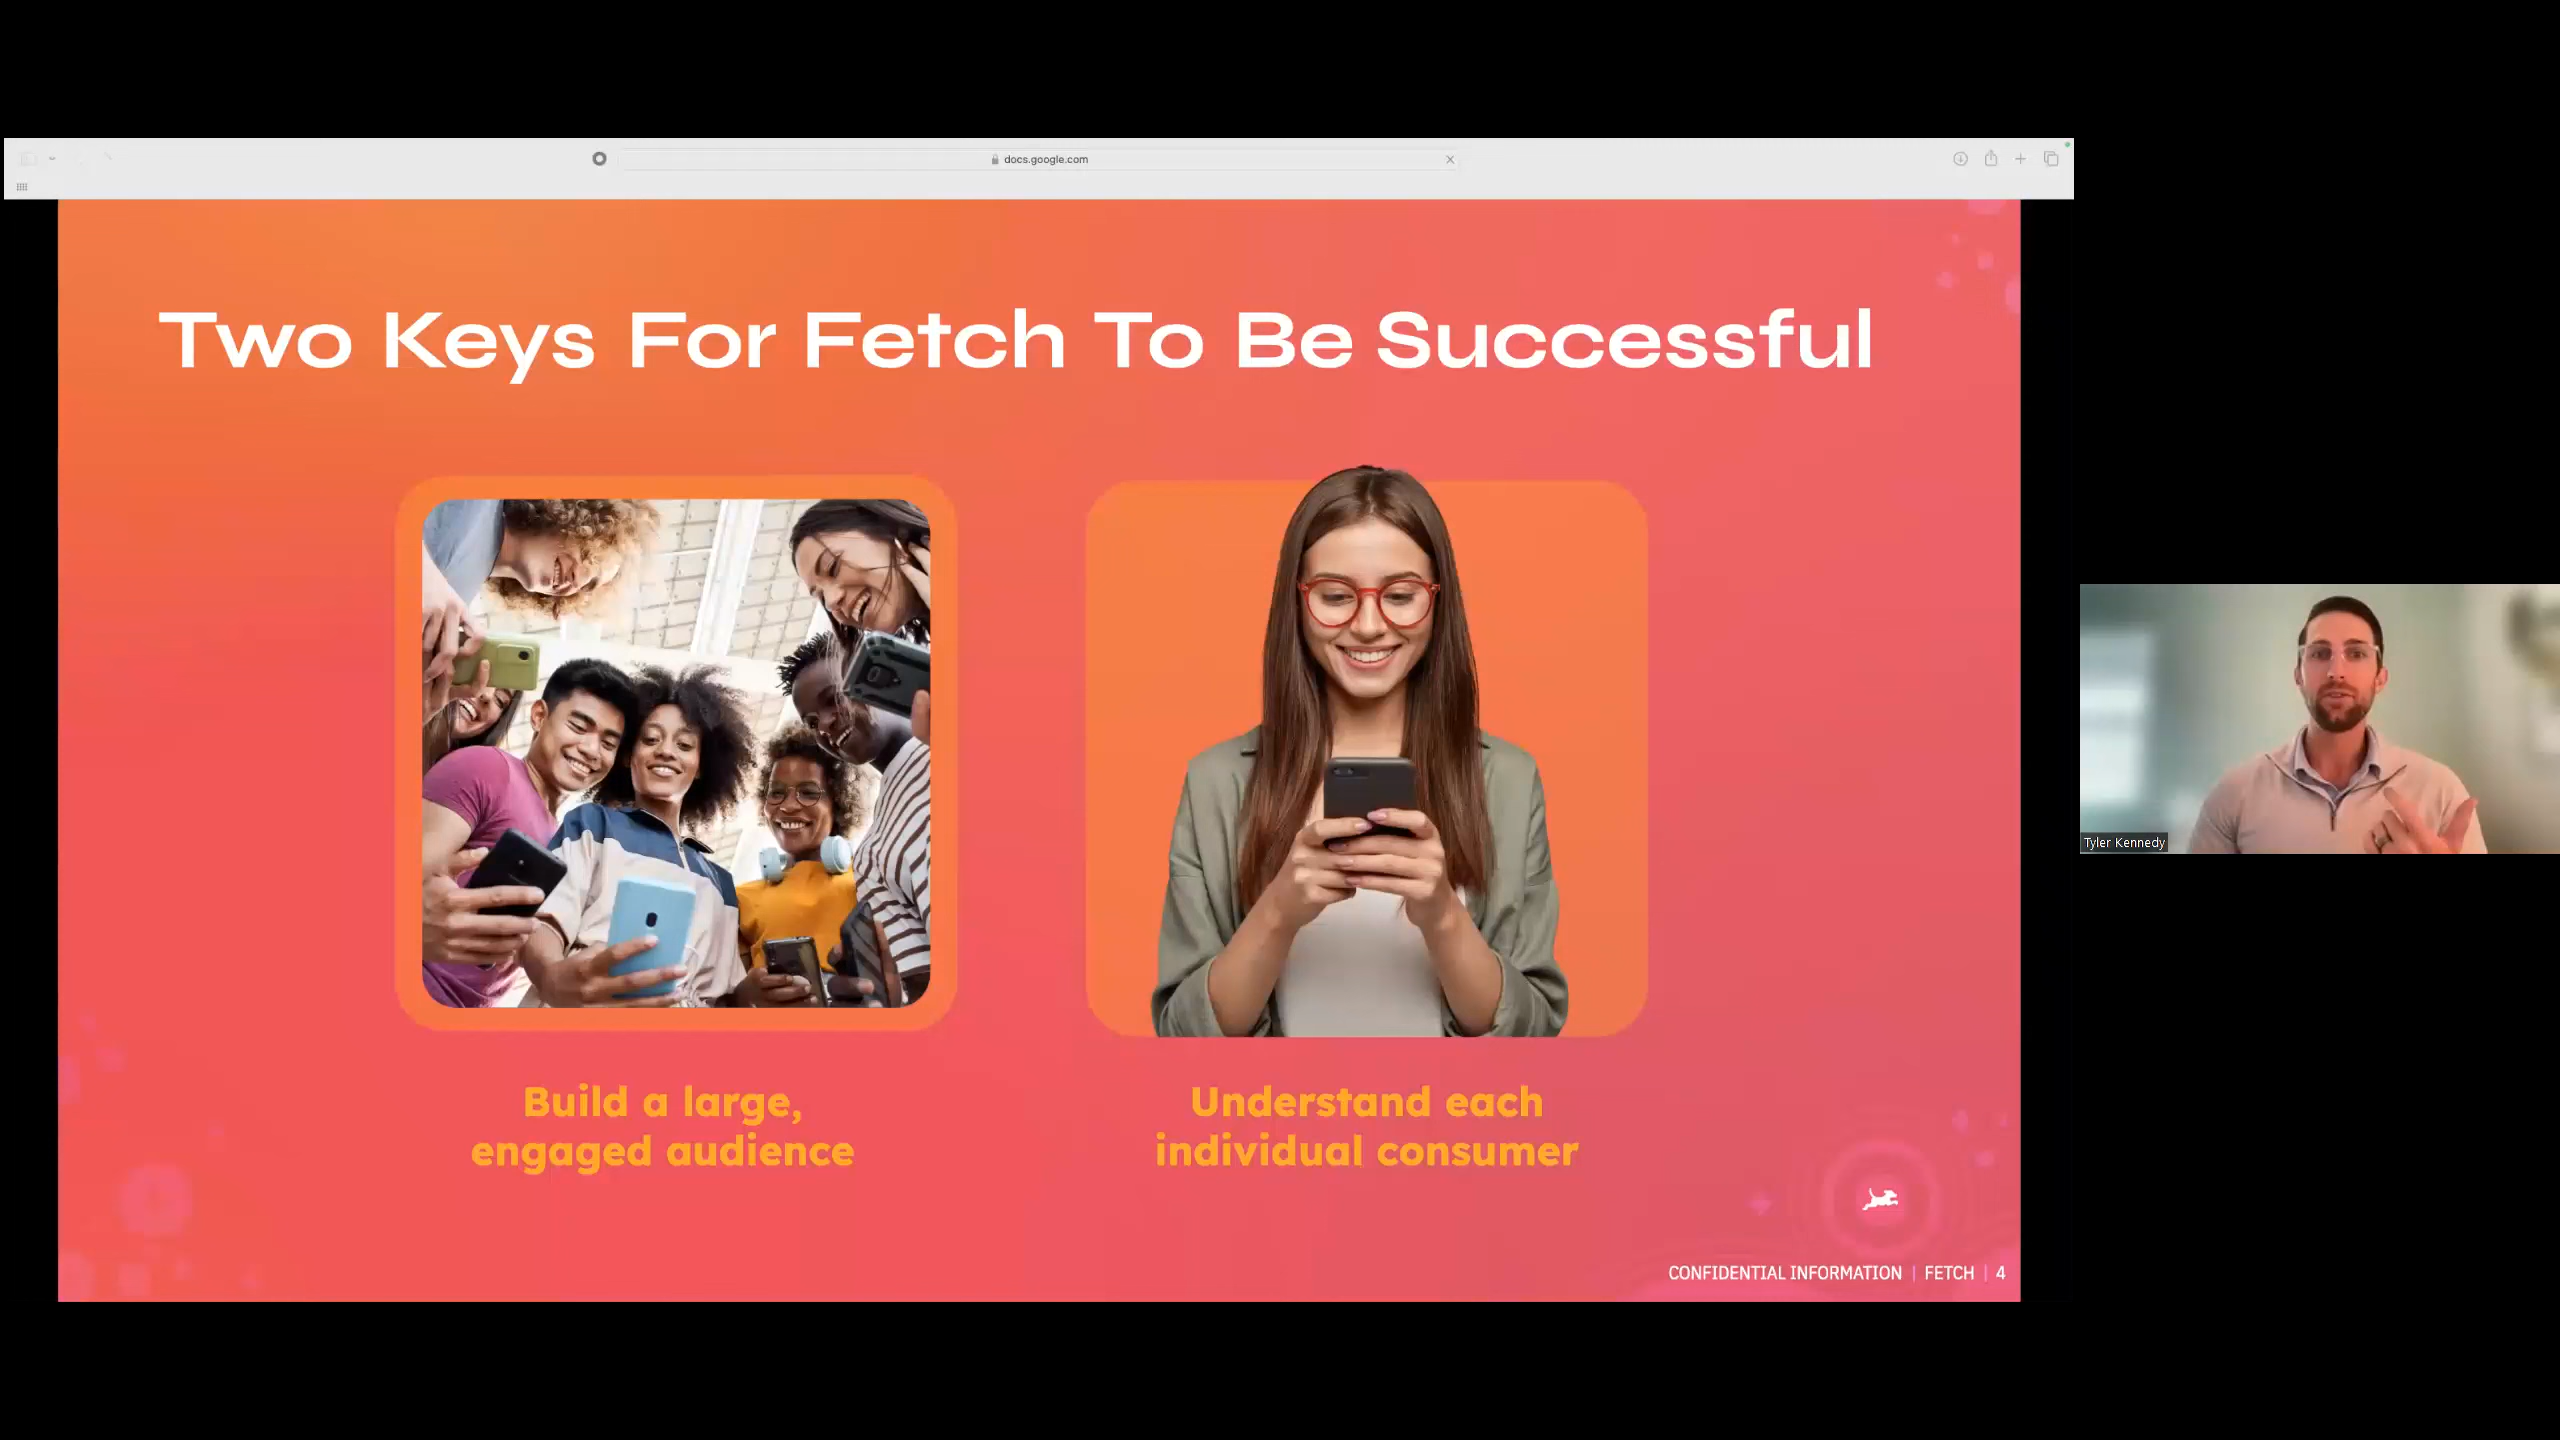 docs.google.com
Two Keys For Fetch To Be Successful
Build a large,
engaged audience
Understand each
individual consumer
CONFIDENTIAL INFORMATION | FETCH | 4
Tyler Kennedy